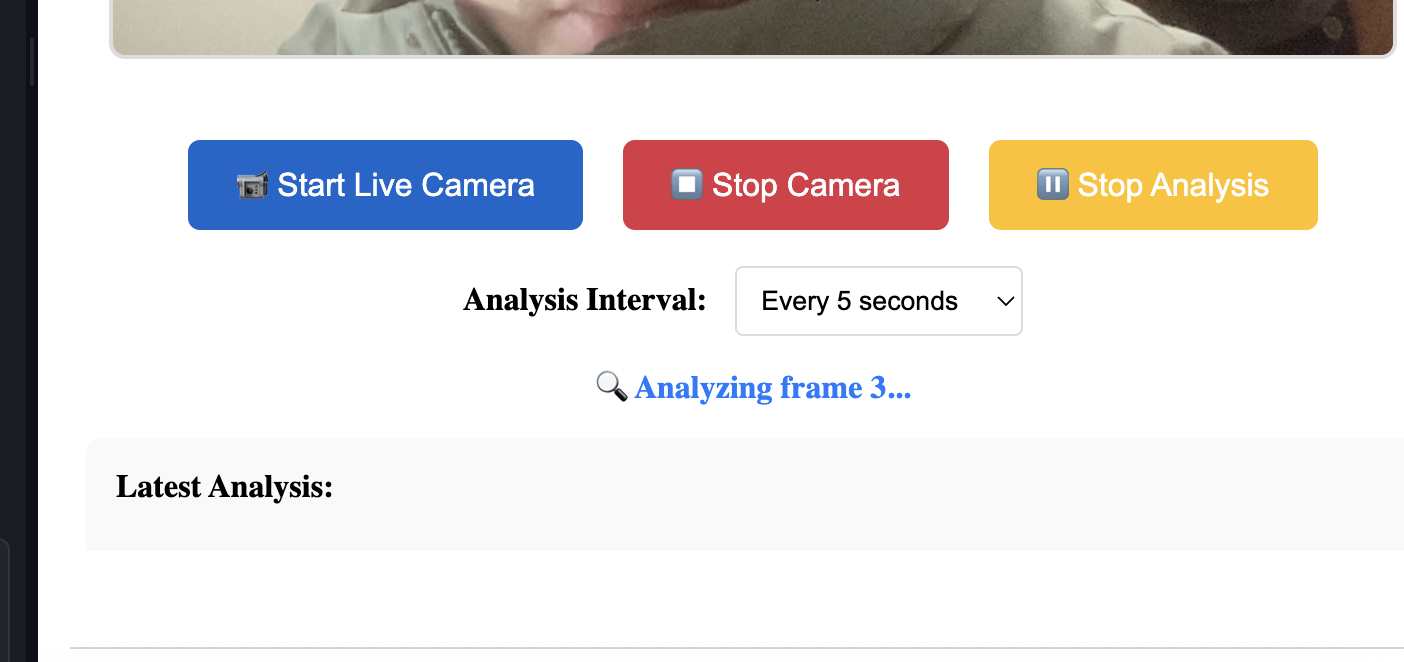 Start Live Camera
Stop Camera
Stop Analysis
Analysis Interval:
Every 5 seconds
Analyzing frame 3...
Latest Analysis: